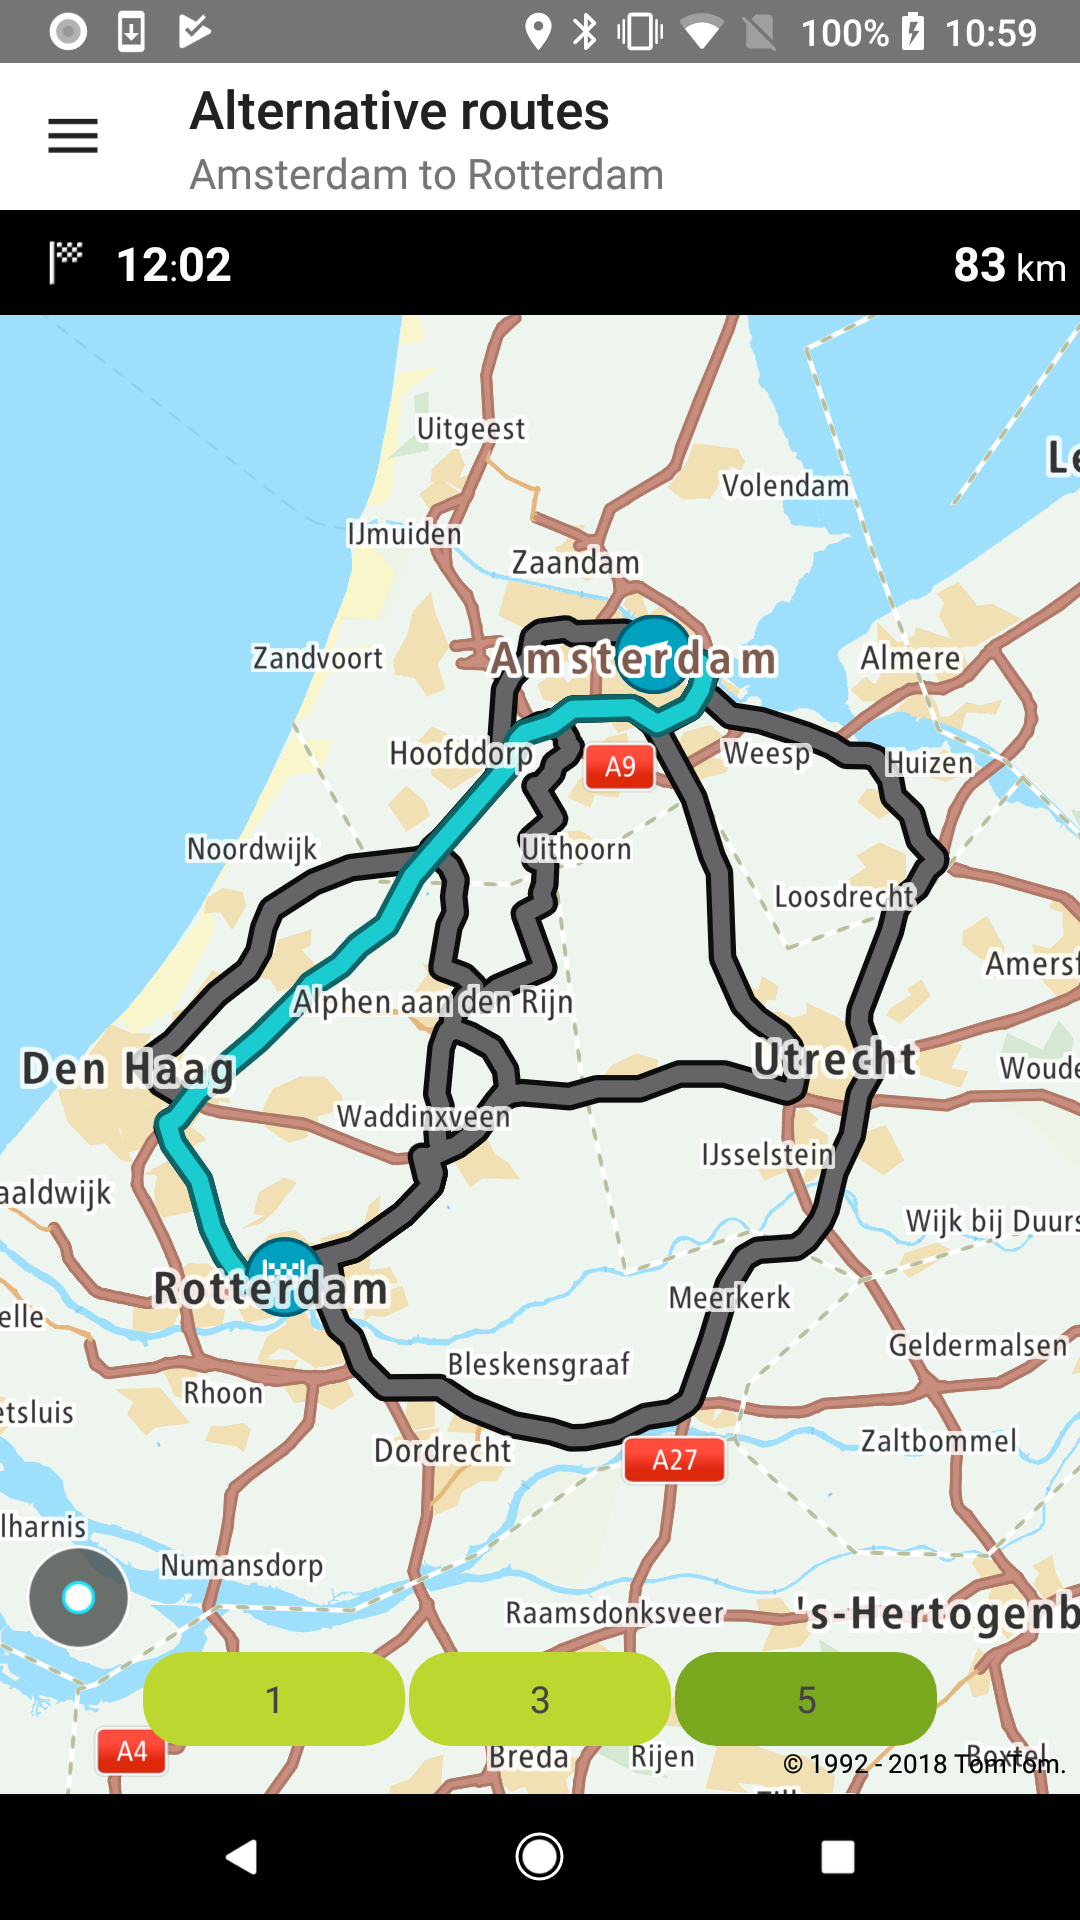 100% 10:59
Alternative routes
Amsterdam to Rotterdam
12:02
83 km
Uitgeest
Volendam
IJmuiden
Zaandam
Zandvoort
Amsterdam
Almere
Hoofddorp
A9
Weesp
Huizen
Noordwijk
Uithoorn
Loosdrecht
Alphen aan den Rijn
Den Haag
Utrecht
Waddinxveen
IJsselstein
aaldwijk
Wijk bij Duurs
Rotterdam
Meerkerk
elle
Geldermalsen
Bleskensgraaf
Rhoon
etsluis
Zaltbommel
Dordrecht
A27
lharnis
Numansdorp
Raamsdonksveer
's-Hertogenb
1
3
5
A4
Breda
Rijen
Boxtel
© 1992 - 2018 TomTom.